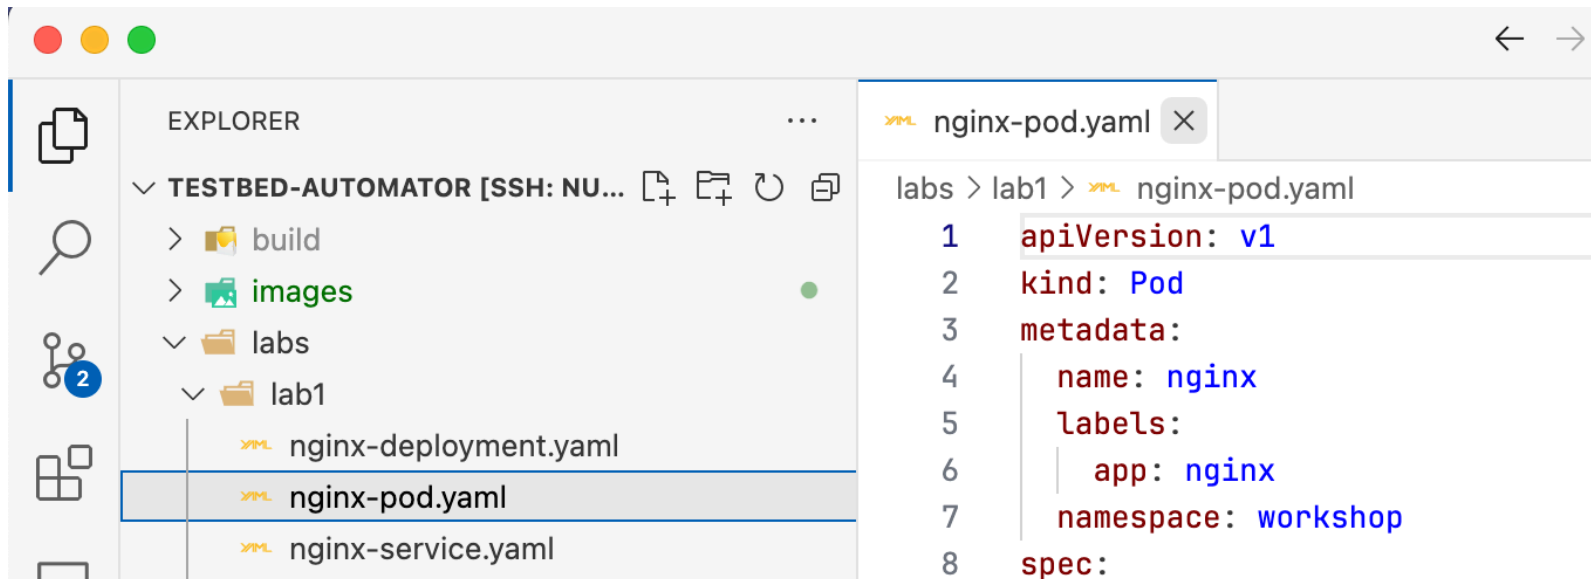 EXPLORER
TESTBED-AUTOMATOR [SSH: NU...
build
images
labs
lab1
nginx-deployment.yaml
nginx-pod.yaml
nginx-service.yaml
2
nginx-pod.yaml
labs > lab1 > YAML nginx-pod.yaml
1 apiVersion: v1
2 kind: Pod
3 metadata:
4 name: nginx
5 labels:
6 app: nginx
7 namespace: workshop
8 spec: